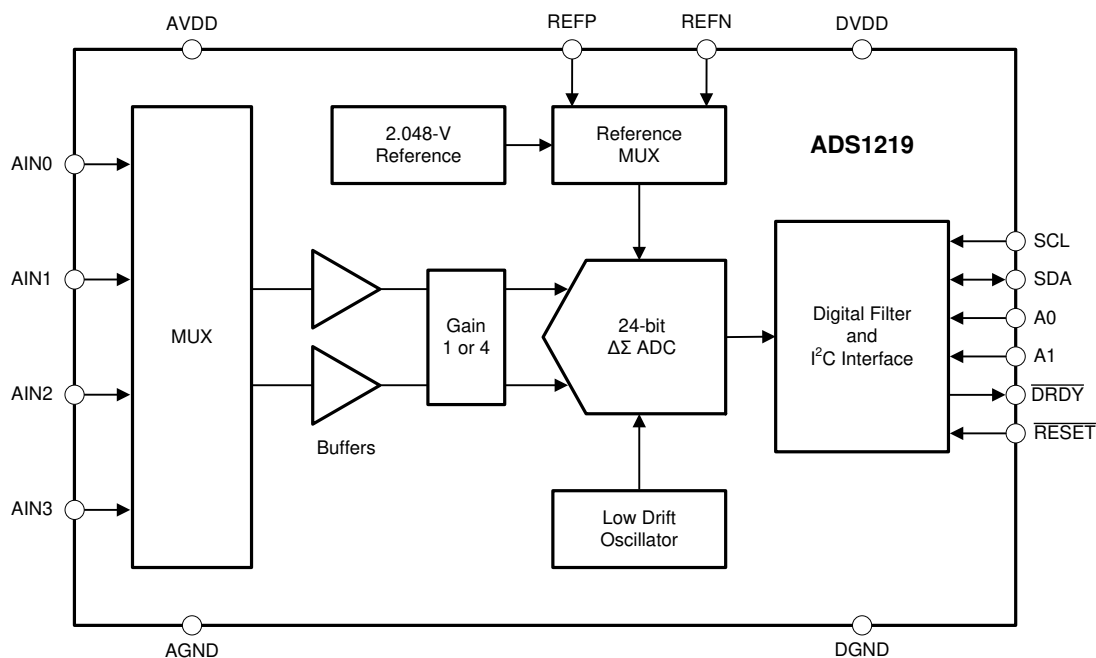 AVDD
REFP
REFN
DVDD
2.048-V
Reference
Reference
MUX
ADS1219
AIN0
AIN1
AIN2
AIN3
MUX
Buffers
Gain
1 or 4
24-bit
ΔΣ ADC
Low Drift
Oscillator
Digital Filter
and
I²C Interface
SCL
SDA
A0
A1
DRDY
RESET
AGND
DGND